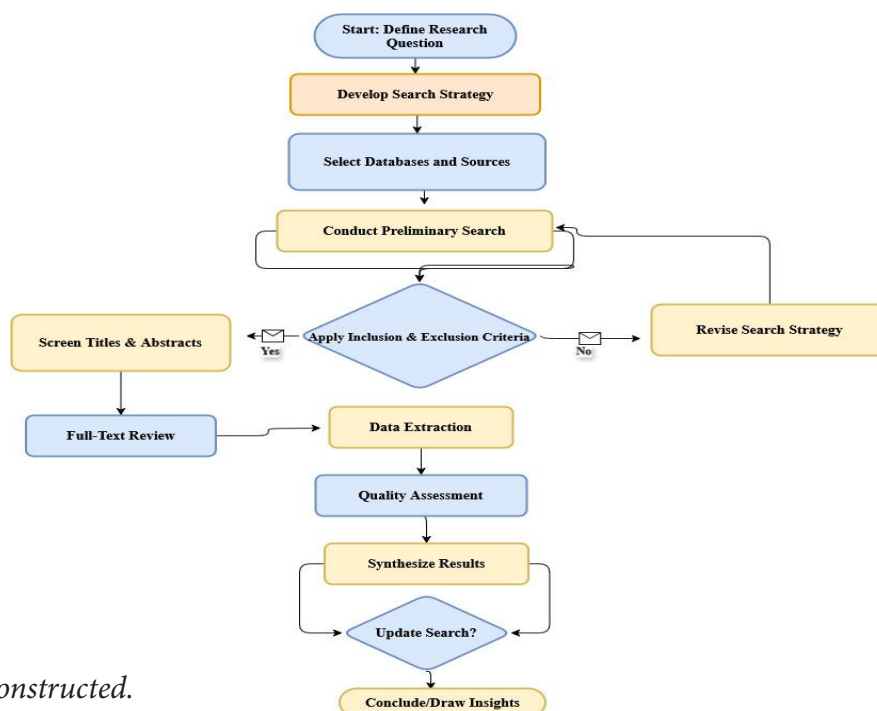 Start: Define Research
Question
Develop Search Strategy
Select Databases and Sources
Conduct Preliminary Search
Apply Inclusion & Exclusion Criteria
Yes
No
Screen Titles & Abstracts
Revise Search Strategy
Full-Text Review
Data Extraction
Quality Assessment
Synthesize Results
Update Search?
Conclude/Draw Insights